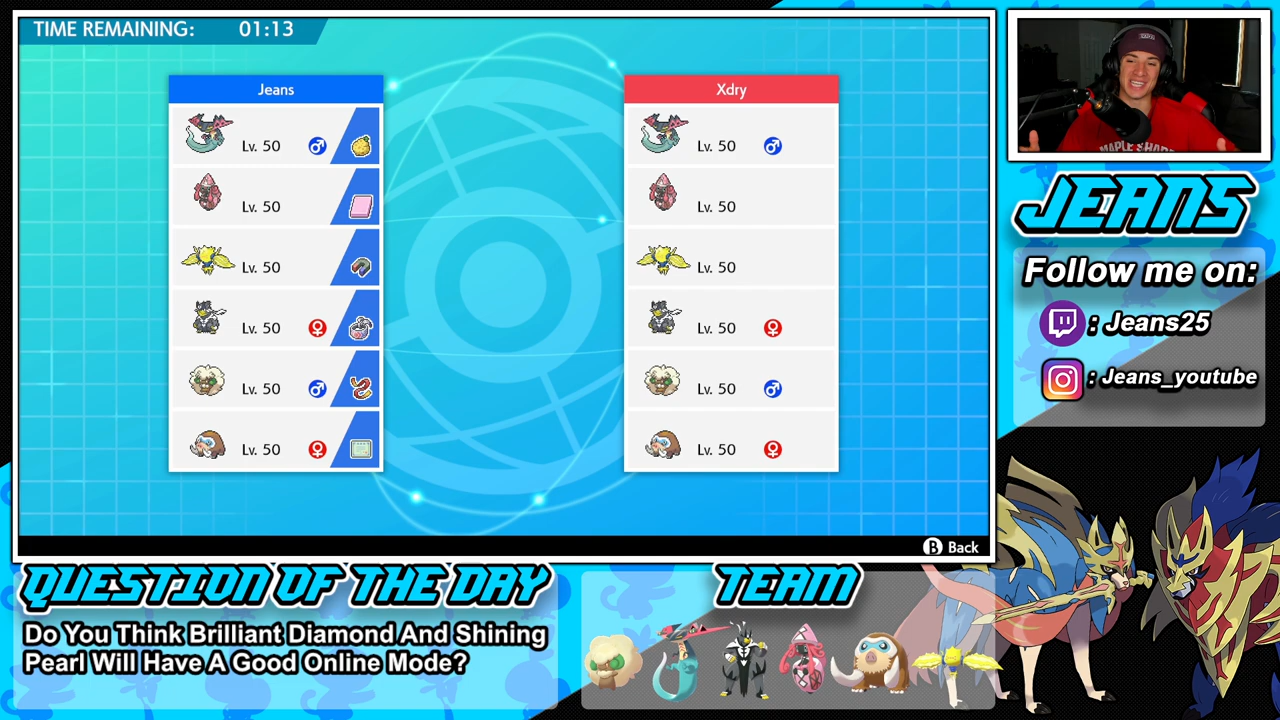 TIME REMAINING: 01:13
Jeans
Lv. 50
Lv. 50
Lv. 50
Lv. 50
Lv. 50
Lv. 50
Xdry
Lv. 50
Lv. 50
Lv. 50
Lv. 50
Lv. 50
Lv. 50
B Back
JEANS
Follow me on:
: Jeans25
: Jeans_youtube
QUESTION OF THE DAY
Do You Think Brilliant Diamond And Shining
Pearl Will Have A Good Online Mode?
TEAM